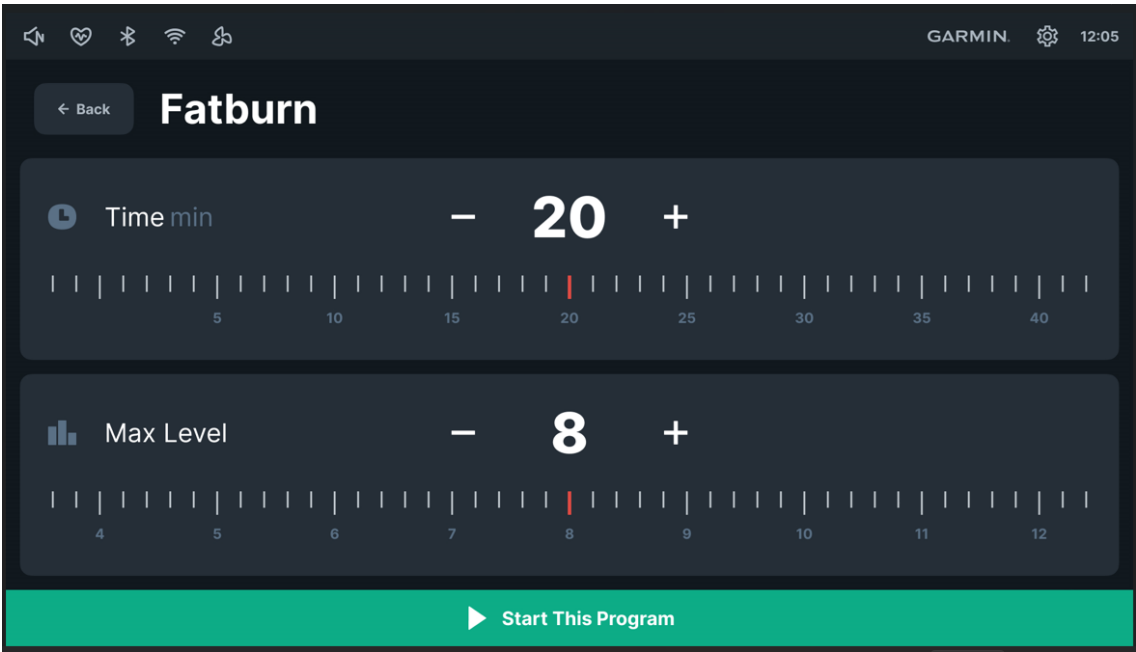 GARMIN. 12:05
← Back Fatburn
Time min − 20 +
5 10 15 20 25 30 35 40
Max Level − 8 +
4 5 6 7 8 9 10 11 12
Start This Program